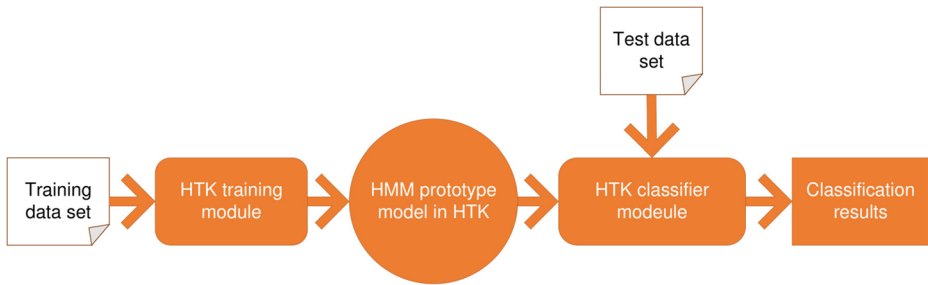 Test data
set
Training
data set
HTK training
module
HMM prototype
model in HTK
HTK classifier
modeule
Classification
results